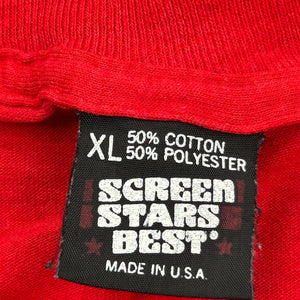 XL 50% COTTON
50% POLYESTER
SCREEN
STARS
BEST®
MADE IN U.S.A.